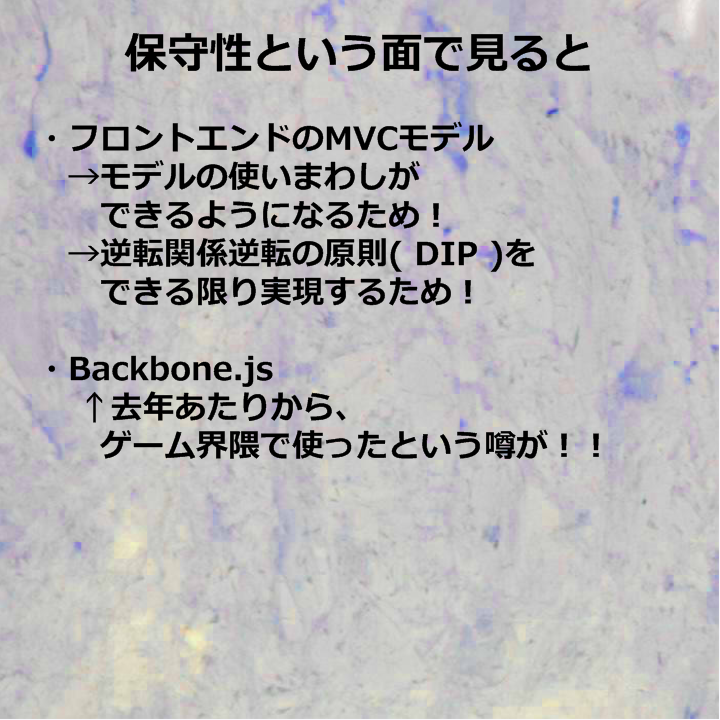 保守性という面で見ると
・フロントエンドのMVCモデル
→モデルの使いまわしが
できるようになるため！
→逆転関係逆転の原則( DIP )を
できる限り実現するため！
・Backbone.js
↑去年あたりから、
ゲーム界隈で使ったという噂が！！